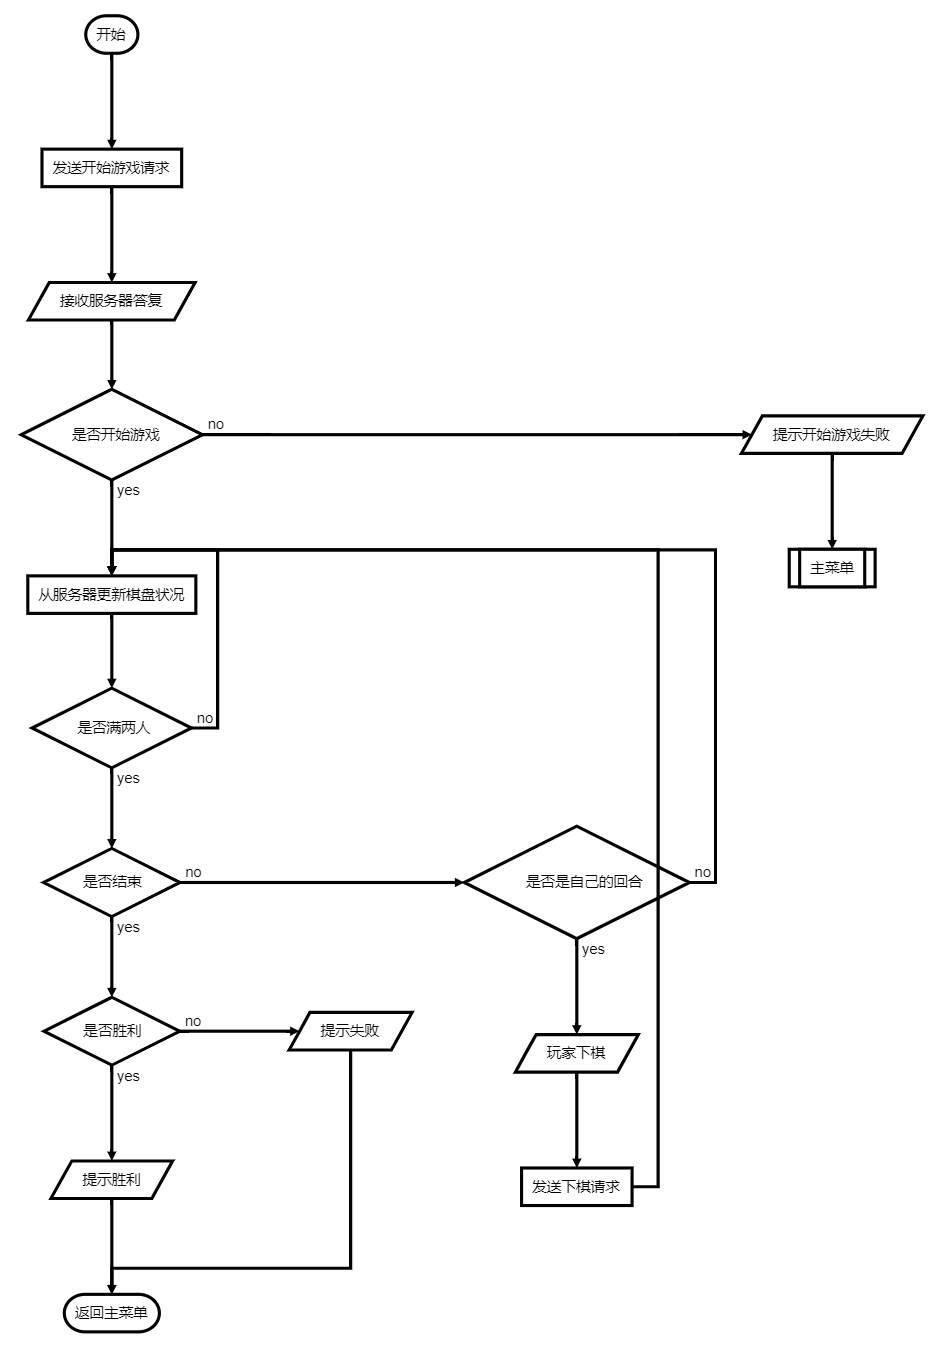 开始
发送开始游戏请求
接收服务器答复
是否开始游戏
no
提示开始游戏失败
yes
主菜单
从服务器更新棋盘状况
是否满两人
no
yes
是否结束
no
是否是自己的回合
no
yes
yes
是否胜利
no
提示失败
玩家下棋
yes
提示胜利
发送下棋请求
返回主菜单